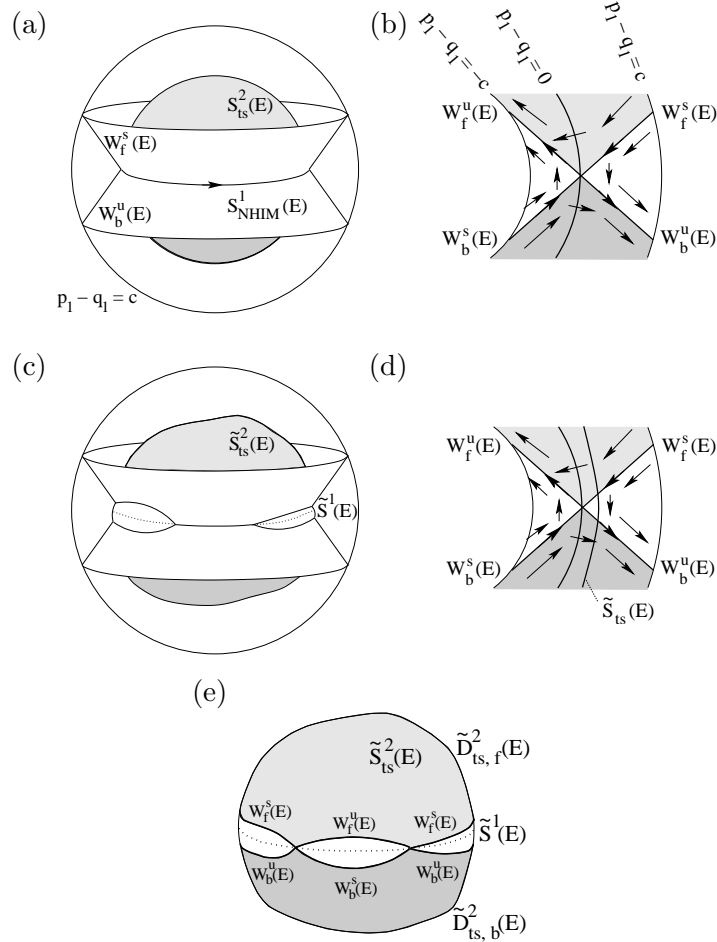 (a)
S²ts(E)
Wˢf(E)
S¹NHIM(E)
Wᵘb(E)
p₁ − q₁ = c
(b)
p₁ − q₁ = −c
p₁ − q₁ = 0
p₁ − q₁ = c
Wᵘf(E)
Wˢf(E)
Wˢb(E)
Wᵘb(E)
(c)
S̃²ts(E)
S̃¹(E)
(d)
Wᵘf(E)
Wˢf(E)
Wˢb(E)
Wᵘb(E)
S̃ts(E)
(e)
S̃²ts(E)
D̃²ts, f(E)
Wˢf(E)
Wᵘf(E)
Wˢf(E)
S̃¹(E)
Wᵘb(E)
Wˢb(E)
Wᵘb(E)
D̃²ts, b(E)